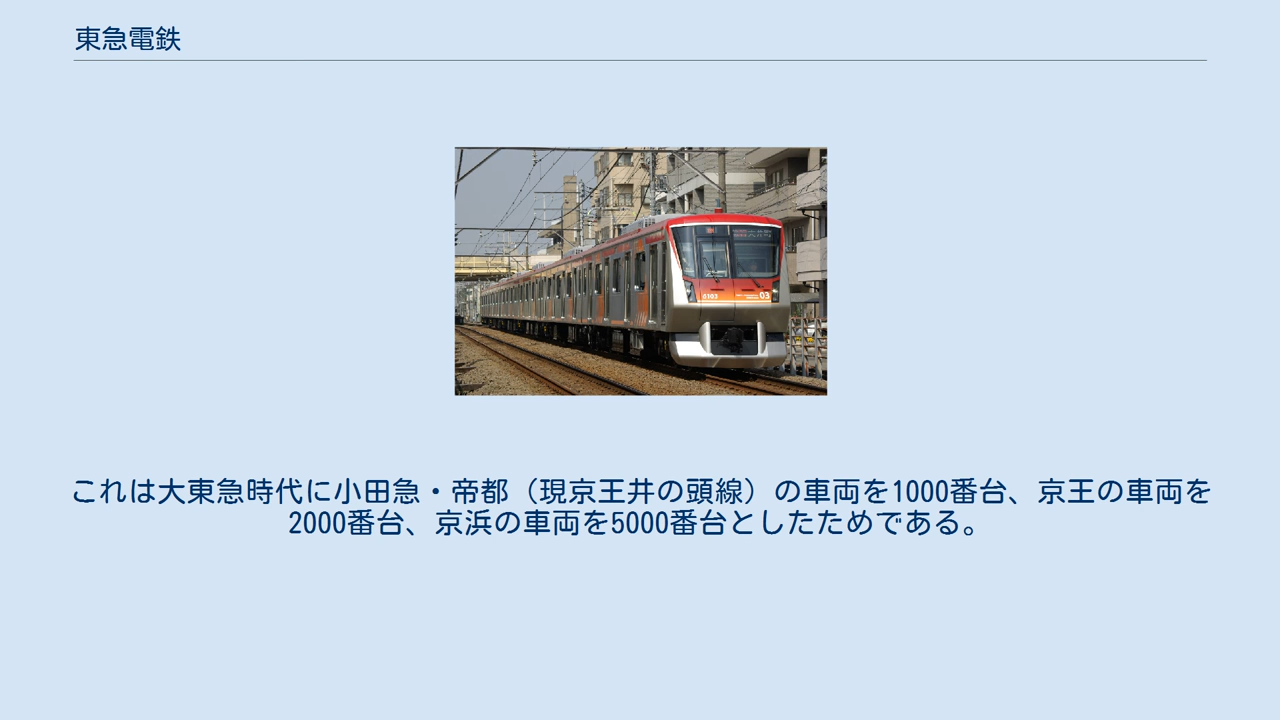 東急電鉄
0103
03
これは大東急時代に小田急・帝都（現京王井の頭線）の車両を1000番台、京王の車両を
2000番台、京浜の車両を5000番台としたためである。